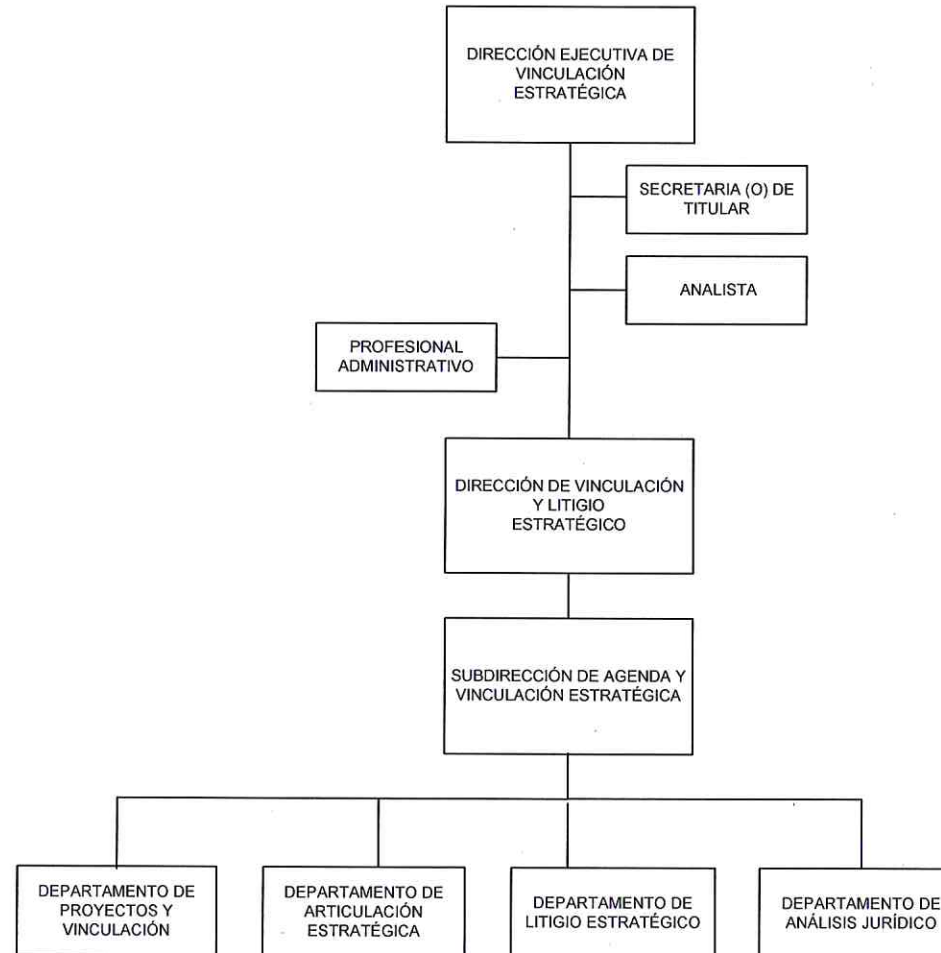 DIRECCIÓN EJECUTIVA DE
VINCULACIÓN
ESTRATÉGICA
SECRETARIA (O) DE
TITULAR
ANALISTA
PROFESIONAL
ADMINISTRATIVO
DIRECCIÓN DE VINCULACIÓN
Y LITIGIO
ESTRATÉGICO
SUBDIRECCIÓN DE AGENDA Y
VINCULACIÓN ESTRATÉGICA
DEPARTAMENTO DE
PROYECTOS Y
VINCULACIÓN
DEPARTAMENTO DE
ARTICULACIÓN
ESTRATÉGICA
DEPARTAMENTO DE
LITIGIO ESTRATÉGICO
DEPARTAMENTO DE
ANÁLISIS JURÍDICO